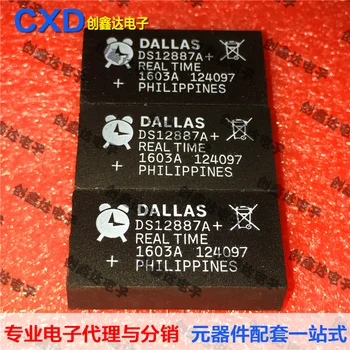 CXD 创鑫达电子
DALLAS
DS12887A+
REAL TIME
+ 1603A 124097
PHILIPPINES
DALLAS
DS12887A+
REAL TIME
+ 1603A 124097
PHILIPPINES
DALLAS
DS12887A+
REAL TIME
+ 1603A 124097
PHILIPPINES
专业电子代理与分销 元器件配套一站式